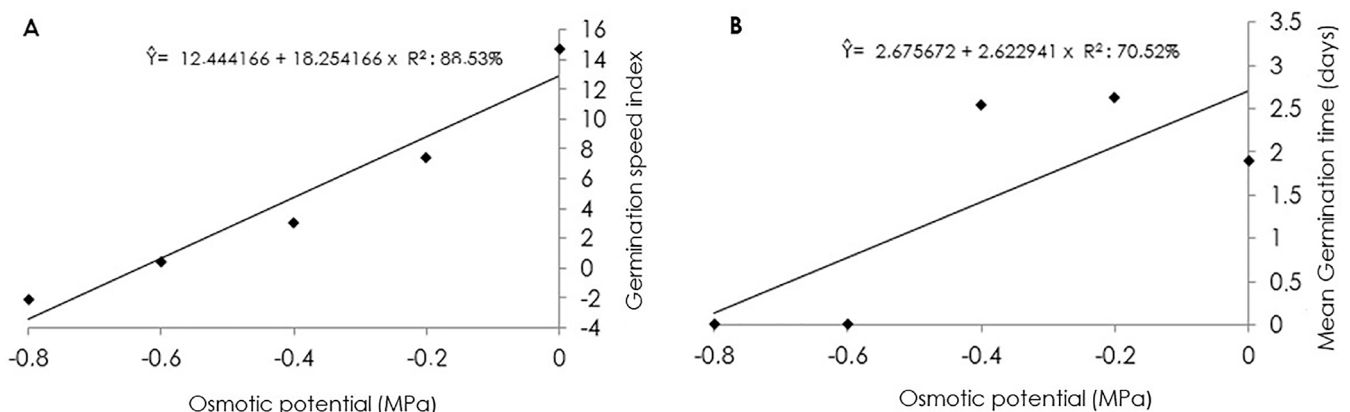 A
Ŷ= 12.444166 + 18.254166 x R²: 88.53%
16
14
12
10
8
6
4
2
0
-2
-4
Germination speed index
-0.8 -0.6 -0.4 -0.2 0
Osmotic potential (MPa)
B
Ŷ= 2.675672 + 2.622941 x R²: 70.52%
3.5
3
2.5
2
1.5
1
0.5
0
Mean Germination time (days)
-0.8 -0.6 -0.4 -0.2 0
Osmotic potential (MPa)